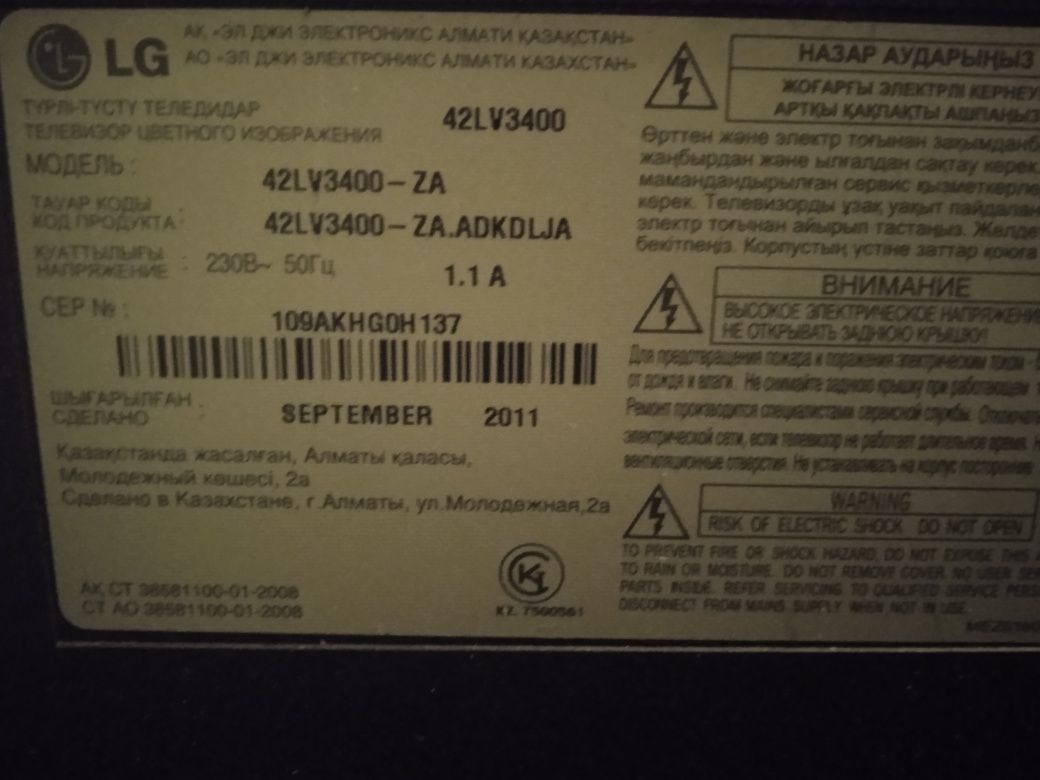 LG
АҚ «ЭЛ ДЖИ ЭЛЕКТРОНИКС АЛМАТИ ҚАЗАҚСТАН»
АО «ЭЛ ДЖИ ЭЛЕКТРОНИКС АЛМАТИ КАЗАХСТАН»
ТҮРЛІ-ТҮСТҮ ТЕЛЕДИДАР
ТЕЛЕВИЗОР ЦВЕТНОГО ИЗОБРАЖЕНИЯ
42LV3400
МОДЕЛЬ :
42LV3400-ZA
ТАУАР КОДЫ
КОД ПРОДУКТА :
42LV3400-ZA.ADKDLJA
ҚУАТТЫЛЫҒЫ
НАПРЯЖЕНИЕ : 230В~ 50Гц 1.1 A
СЕР № :
109AKHG0H137
ШЫҒАРЫЛҒАН
СДЕЛАНО :
SEPTEMBER 2011
Қазақстанда жасалған, Алматы қаласы,
Молодежный көшесі, 2а
Сделано в Казахстане, г.Алматы, ул.Молодежная,2а
АК СТ 38581100-01-2008
СТ АО 38581100-01-2008
KZ. 7500561
НАЗАР АУДАРЫҢЫЗ
ЖОҒАРҒЫ ЭЛЕКТРЛІ КЕРНЕУ
АРТҚЫ ҚАҚПАҚТЫ АШПАҢЫЗ
Өрттен және электр тоғынан
жаңбырдан және ылғалдан сақтау керек.
мамандандырылған сервис
керек. Телевизорды ұзақ уақыт
электр тоғынан айырып тастаңыз.
бекітпеңіз. Корпустың үстіне заттар қоюға
ВНИМАНИЕ
ВЫСОКОЕ ЭЛЕКТРИЧЕСКОЕ НАПРЯЖЕНИЕ
НЕ ОТКРЫВАТЬ ЗАДНЮЮ КРЫШКУ!
Для предотвращения пожара и поражения электрическим током -
от дождя и влаги. Не снимайте заднюю крышку при работающем
Ремонт производится специалистами сервисной службы.
электрической сети, если телевизор не работает длительное время.
вентиляционные отверстия. Не устанавливать на корпус посторонние
WARNING
RISK OF ELECTRIC SHOCK DO NOT OPEN
TO PREVENT FIRE OR SHOCK HAZARD, DO NOT EXPOSE THIS
TO RAIN OR MOISTURE. DO NOT REMOVE COVER. NO USER
PARTS INSIDE. REFER SERVICING TO QUALIFIED SERVICE
DISCONNECT FROM MAINS SUPPLY WHEN NOT IN USE.